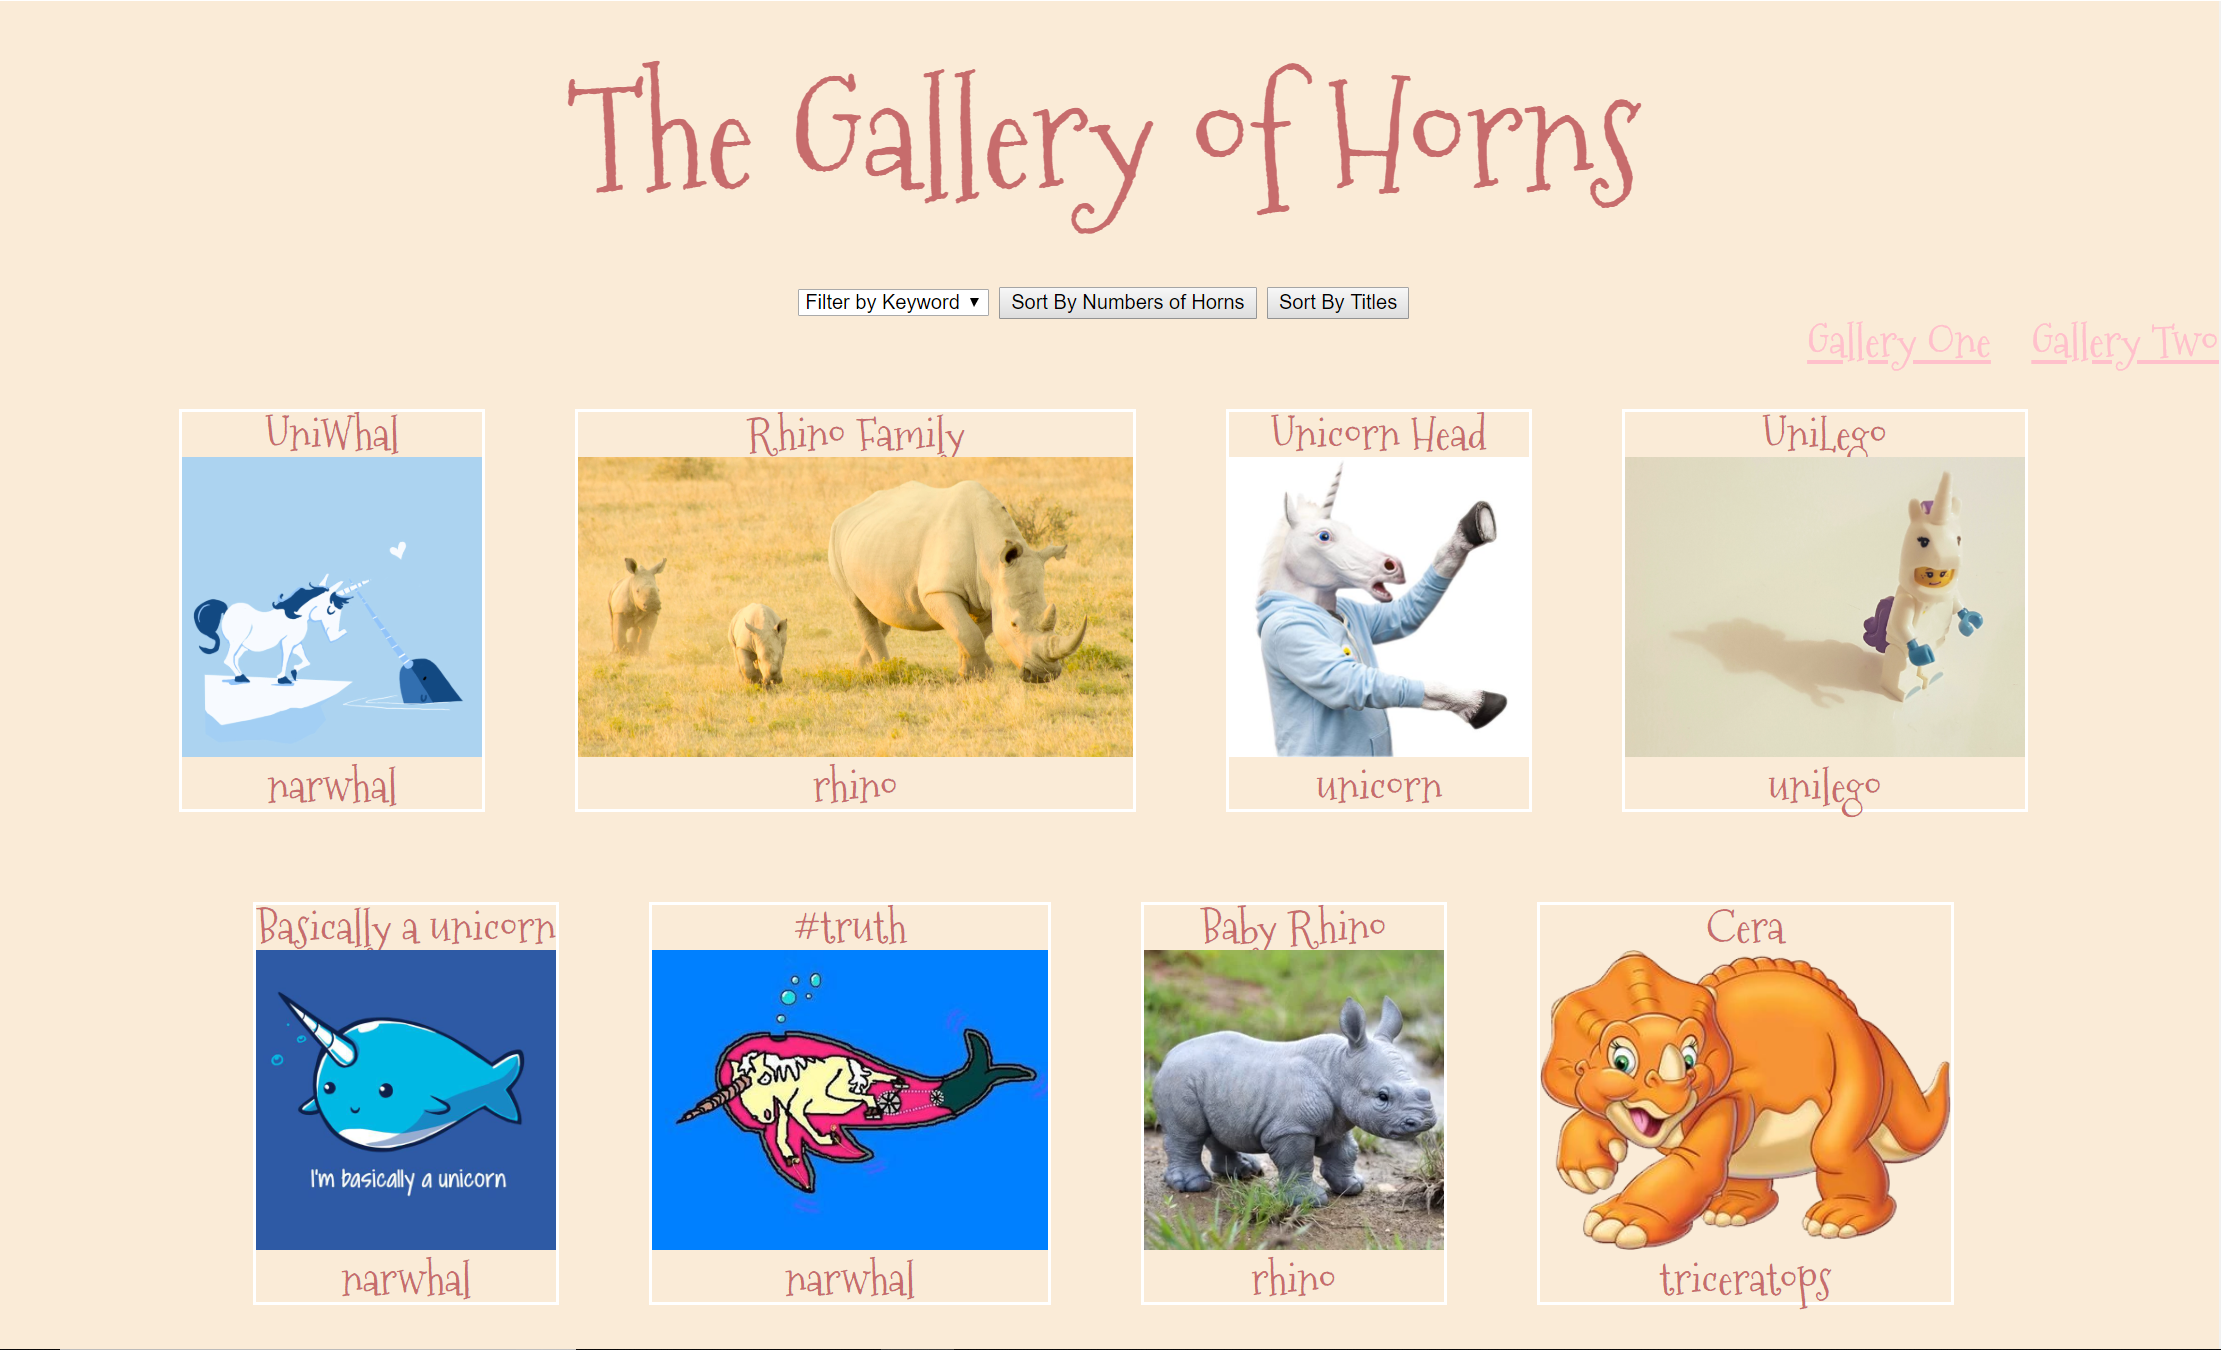 The Gallery of Horns
Filter by Keyword ▼ Sort By Numbers of Horns Sort By Titles
Gallery One Gallery Two
UniWhal Rhino Family Unicorn Head UniLego
narwhal rhino unicorn unilego
Basically a unicorn #truth Baby Rhino Cera
I'm basically a unicorn
narwhal narwhal rhino triceratops